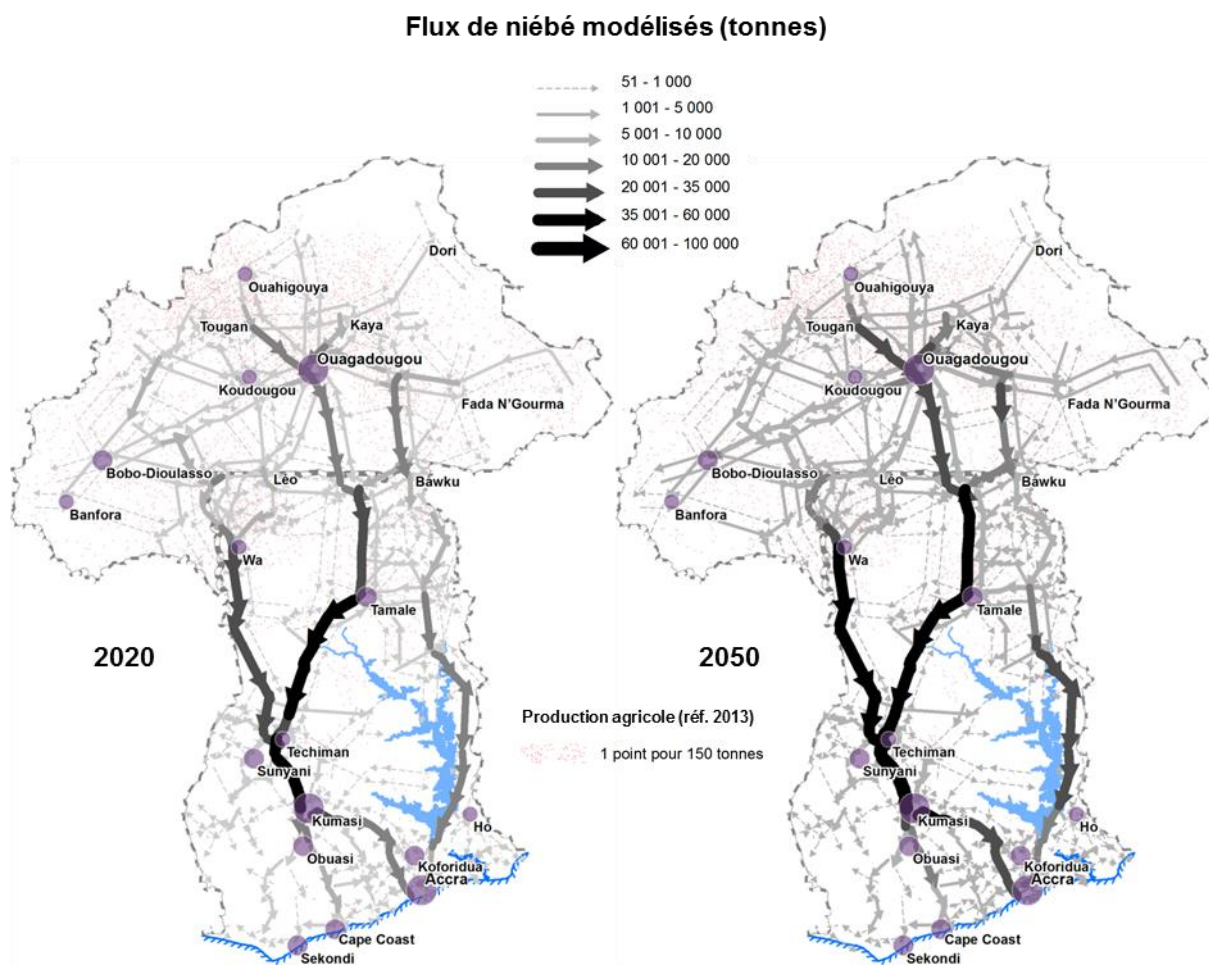 Flux de niébé modélisés (tonnes)
51 - 1 000
1 001 - 5 000
5 001 - 10 000
10 001 - 20 000
20 001 - 35 000
35 001 - 60 000
60 001 - 100 000
Dori
Ouahigouya
Tougan
Kaya
Ouagadougou
Koudougou
Fada N'Gourma
Bobo-Dioulasso
Lèo
Bawku
Banfora
Wa
Tamale
2020
Techiman
Sunyani
Kumasi
Ho
Obuasi
Koforidua
Accra
Cape Coast
Sekondi
Production agricole (réf. 2013)
1 point pour 150 tonnes
Dori
Ouahigouya
Tougan
Kaya
Ouagadougou
Koudougou
Fada N'Gourma
Bobo-Dioulasso
Lèo
Bawku
Banfora
Wa
Tamale
2050
Techiman
Sunyani
Kumasi
Ho
Obuasi
Koforidua
Accra
Cape Coast
Sekondi